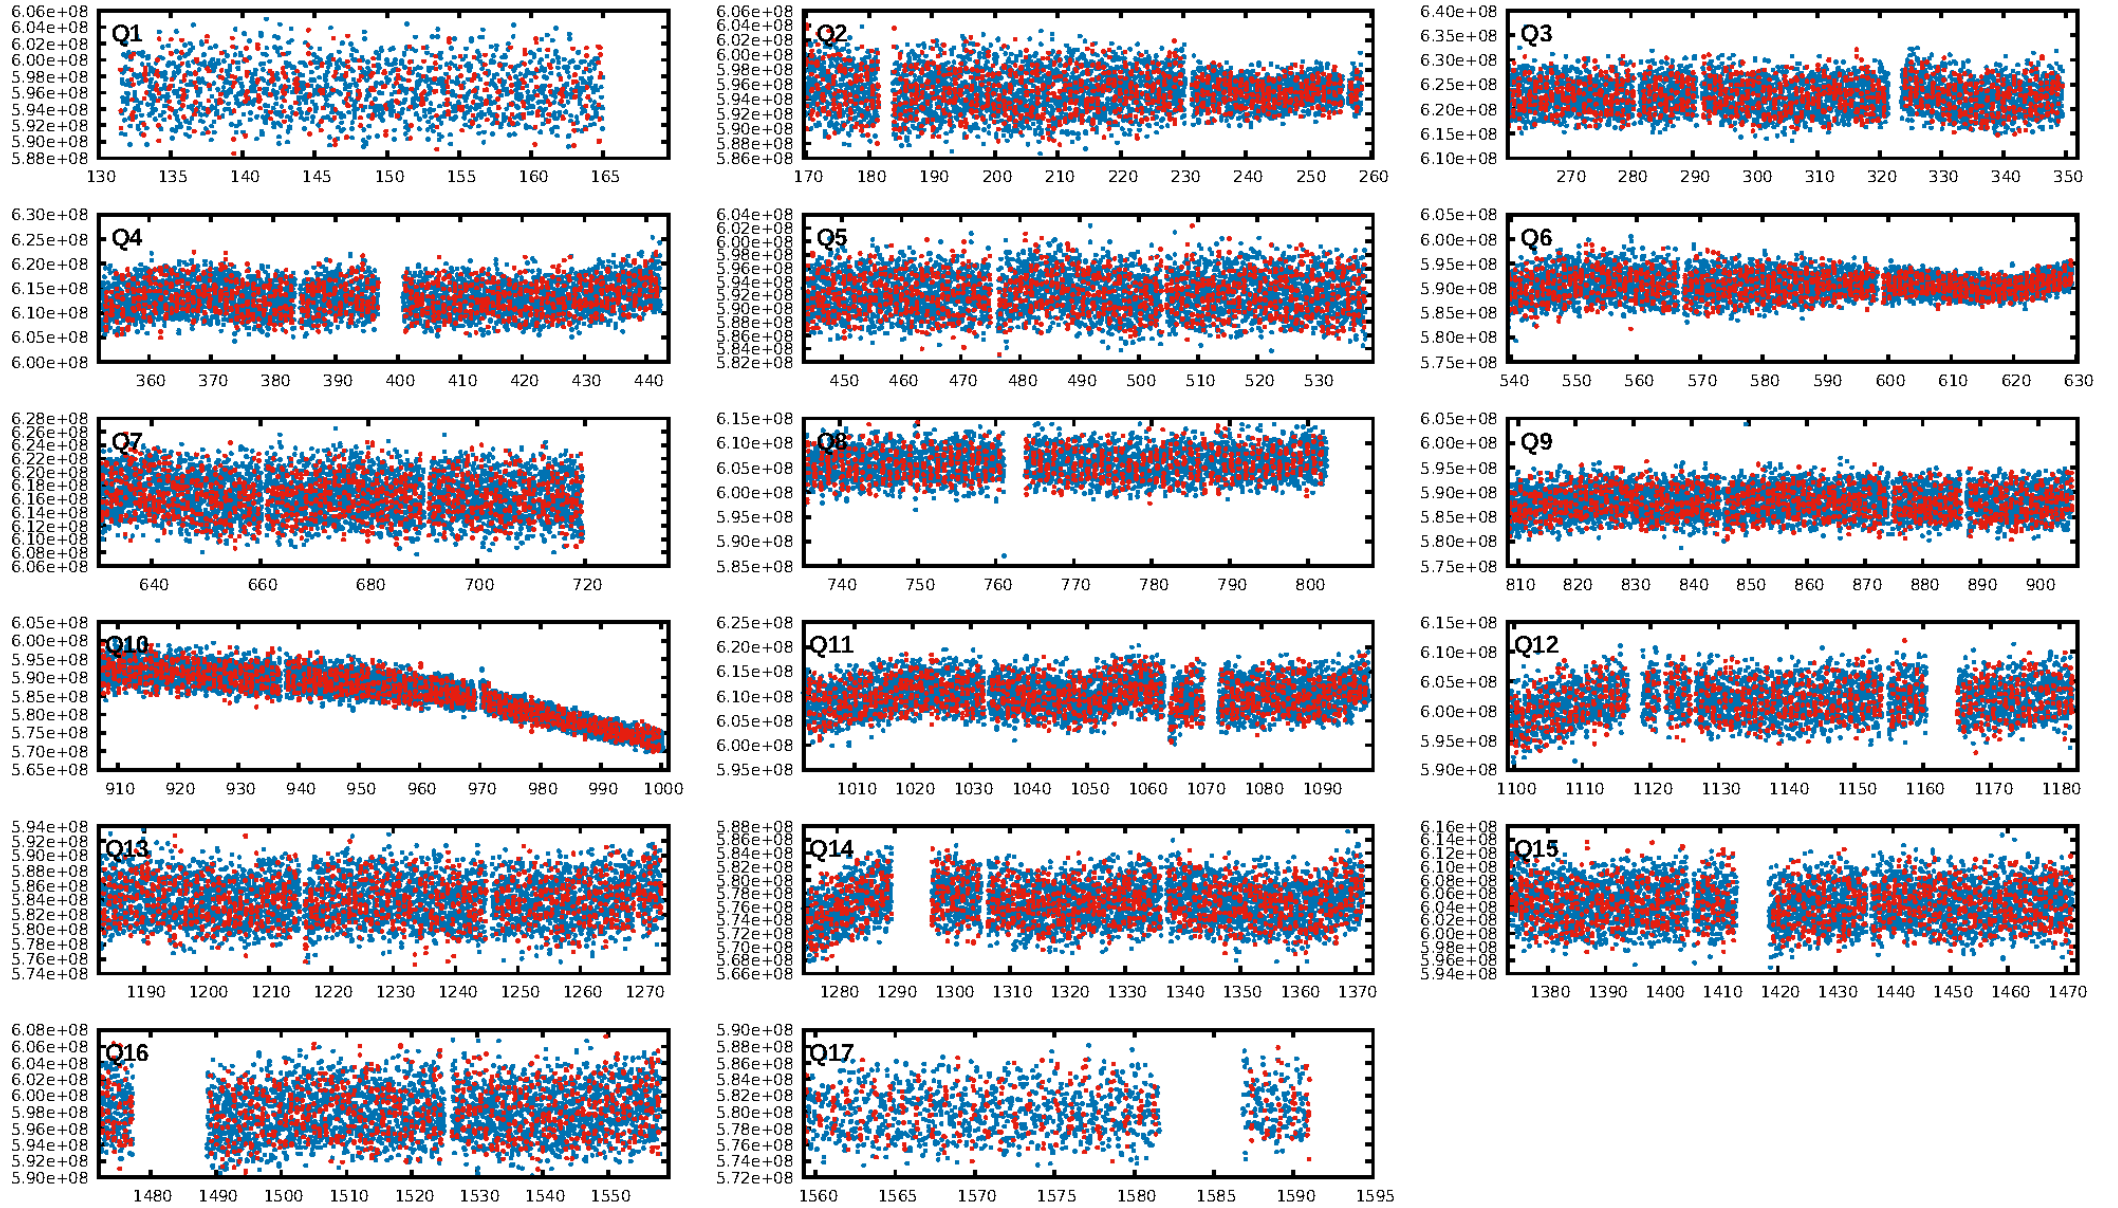 6.06e+08
6.04e+08
6.02e+08
6.00e+08
5.98e+08
5.96e+08
5.94e+08
5.92e+08
5.90e+08
5.88e+08
Q1
130 135 140 145 150 155 160 165
6.06e+08
6.04e+08
6.02e+08
6.00e+08
5.98e+08
5.96e+08
5.94e+08
5.92e+08
5.90e+08
5.88e+08
5.86e+08
Q2
170 180 190 200 210 220 230 240 250 260
6.40e+08
6.35e+08
6.30e+08
6.25e+08
6.20e+08
6.15e+08
6.10e+08
Q3
270 280 290 300 310 320 330 340 350
6.30e+08
6.25e+08
6.20e+08
6.15e+08
6.10e+08
6.05e+08
6.00e+08
Q4
360 370 380 390 400 410 420 430 440
6.04e+08
6.02e+08
6.00e+08
5.98e+08
5.96e+08
5.94e+08
5.92e+08
5.90e+08
5.88e+08
5.86e+08
5.84e+08
5.82e+08
Q5
450 460 470 480 490 500 510 520 530
6.05e+08
6.00e+08
5.95e+08
5.90e+08
5.85e+08
5.80e+08
5.75e+08
Q6
540 550 560 570 580 590 600 610 620 630
6.28e+08
6.26e+08
6.24e+08
6.22e+08
6.20e+08
6.18e+08
6.16e+08
6.14e+08
6.12e+08
6.10e+08
6.08e+08
6.06e+08
Q7
640 660 680 700 720
6.15e+08
6.10e+08
6.05e+08
6.00e+08
5.95e+08
5.90e+08
5.85e+08
Q8
740 750 760 770 780 790 800
6.05e+08
6.00e+08
5.95e+08
5.90e+08
5.85e+08
5.80e+08
5.75e+08
Q9
810 820 830 840 850 860 870 880 890 900
6.05e+08
6.00e+08
5.95e+08
5.90e+08
5.85e+08
5.80e+08
5.75e+08
5.70e+08
5.65e+08
Q10
910 920 930 940 950 960 970 980 990 1000
6.25e+08
6.20e+08
6.15e+08
6.10e+08
6.05e+08
6.00e+08
5.95e+08
Q11
1010 1020 1030 1040 1050 1060 1070 1080 1090
6.15e+08
6.10e+08
6.05e+08
6.00e+08
5.95e+08
5.90e+08
Q12
1100 1110 1120 1130 1140 1150 1160 1170 1180
5.94e+08
5.92e+08
5.90e+08
5.88e+08
5.86e+08
5.84e+08
5.82e+08
5.80e+08
5.78e+08
5.76e+08
5.74e+08
Q13
1190 1200 1210 1220 1230 1240 1250 1260 1270
5.88e+08
5.86e+08
5.84e+08
5.82e+08
5.80e+08
5.78e+08
5.76e+08
5.74e+08
5.72e+08
5.70e+08
5.68e+08
5.66e+08
Q14
1280 1290 1300 1310 1320 1330 1340 1350 1360 1370
6.16e+08
6.14e+08
6.12e+08
6.10e+08
6.08e+08
6.06e+08
6.04e+08
6.02e+08
6.00e+08
5.98e+08
5.96e+08
5.94e+08
Q15
1380 1390 1400 1410 1420 1430 1440 1450 1460 1470
6.08e+08
6.06e+08
6.04e+08
6.02e+08
6.00e+08
5.98e+08
5.96e+08
5.94e+08
5.92e+08
5.90e+08
Q16
1480 1490 1500 1510 1520 1530 1540 1550
5.90e+08
5.88e+08
5.86e+08
5.84e+08
5.82e+08
5.80e+08
5.78e+08
5.76e+08
5.74e+08
5.72e+08
Q17
1560 1565 1570 1575 1580 1585 1590 1595